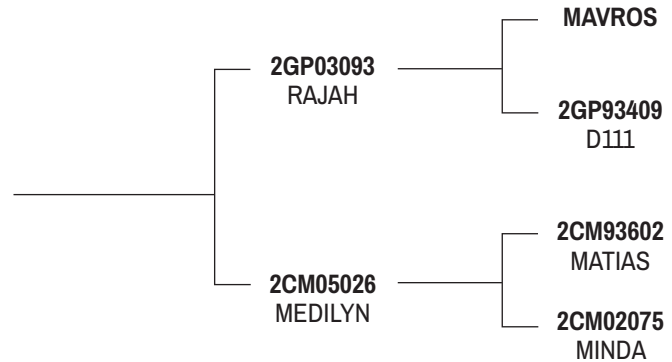 MAVROS
2GP03093
RAJAH
2GP93409
D111
2CM93602
MATIAS
2CM05026
MEDILYN
2CM02075
MINDA